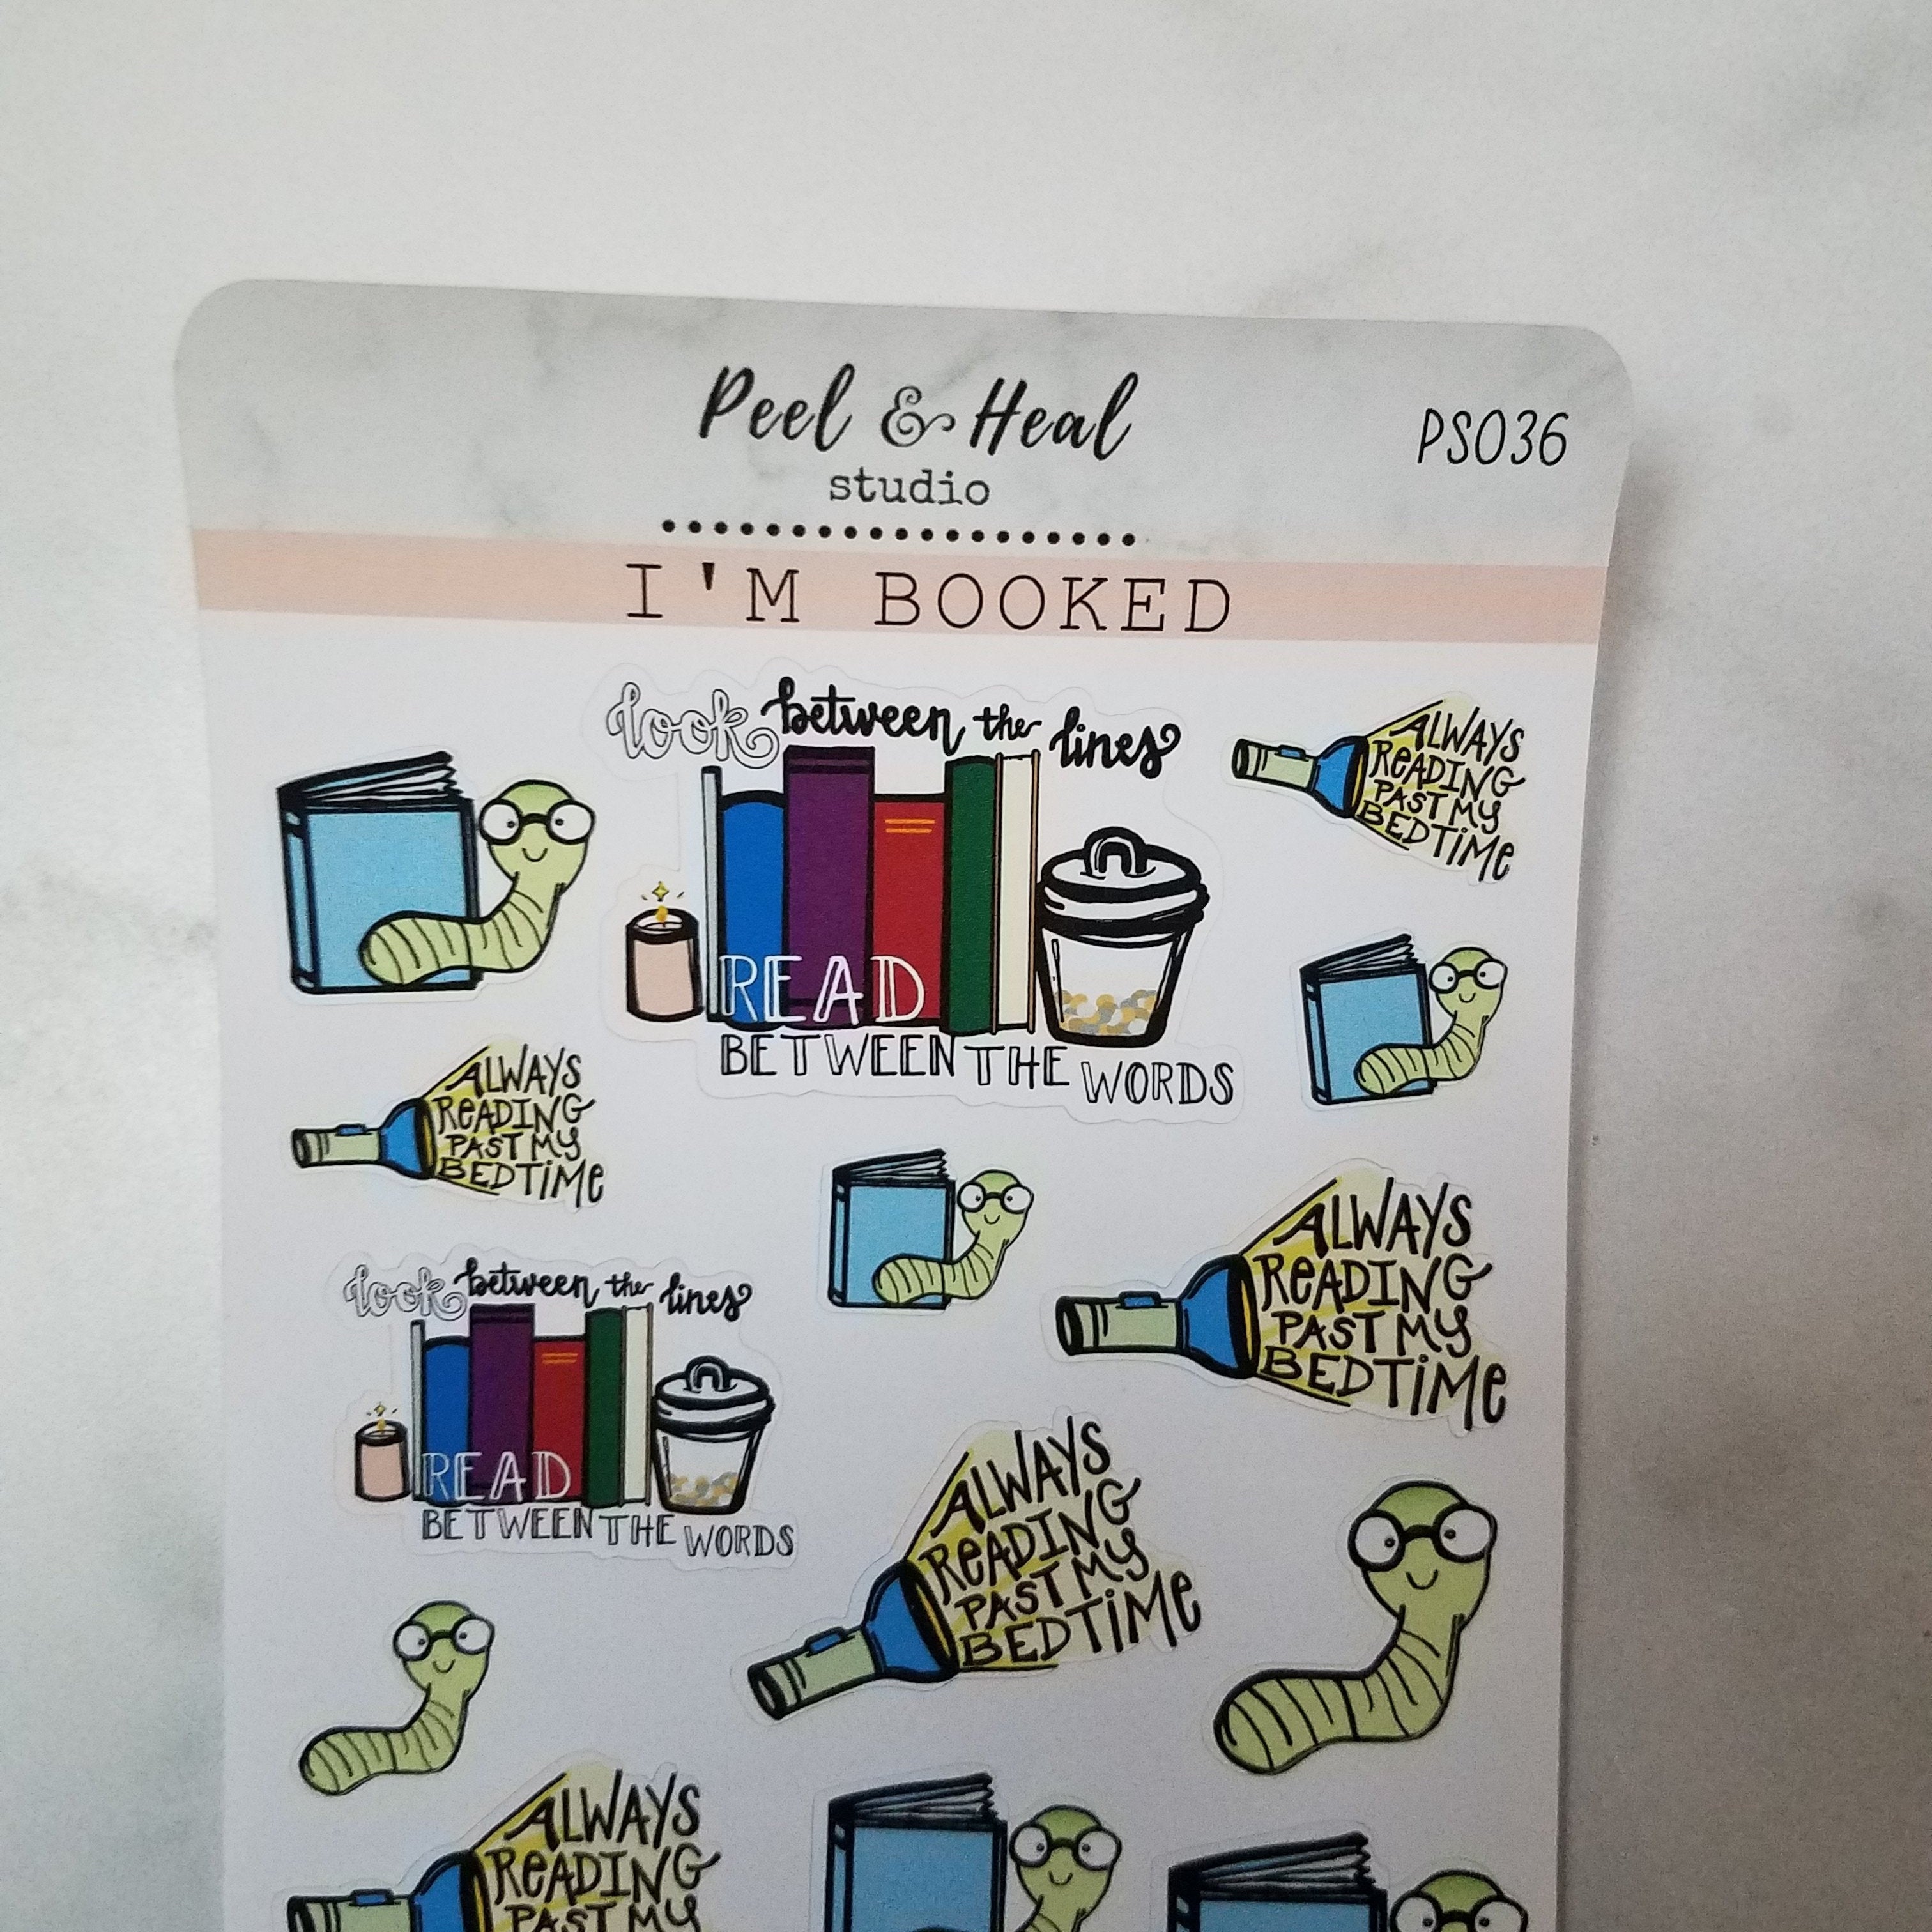 Peel & Heal
studio
PS036
I'M BOOKED
look between the lines
READ
BETWEEN THE WORDS
ALWAYS
READING
PAST MY
BEDTIME
ALWAYS
READING
PAST MY
BEDTIME
ALWAYS
READING
PAST MY
BEDTIME
look between the lines
READ
BETWEEN THE WORDS
ALWAYS
READING
PAST MY
BEDTIME
ALWAYS
READING
PAST MY